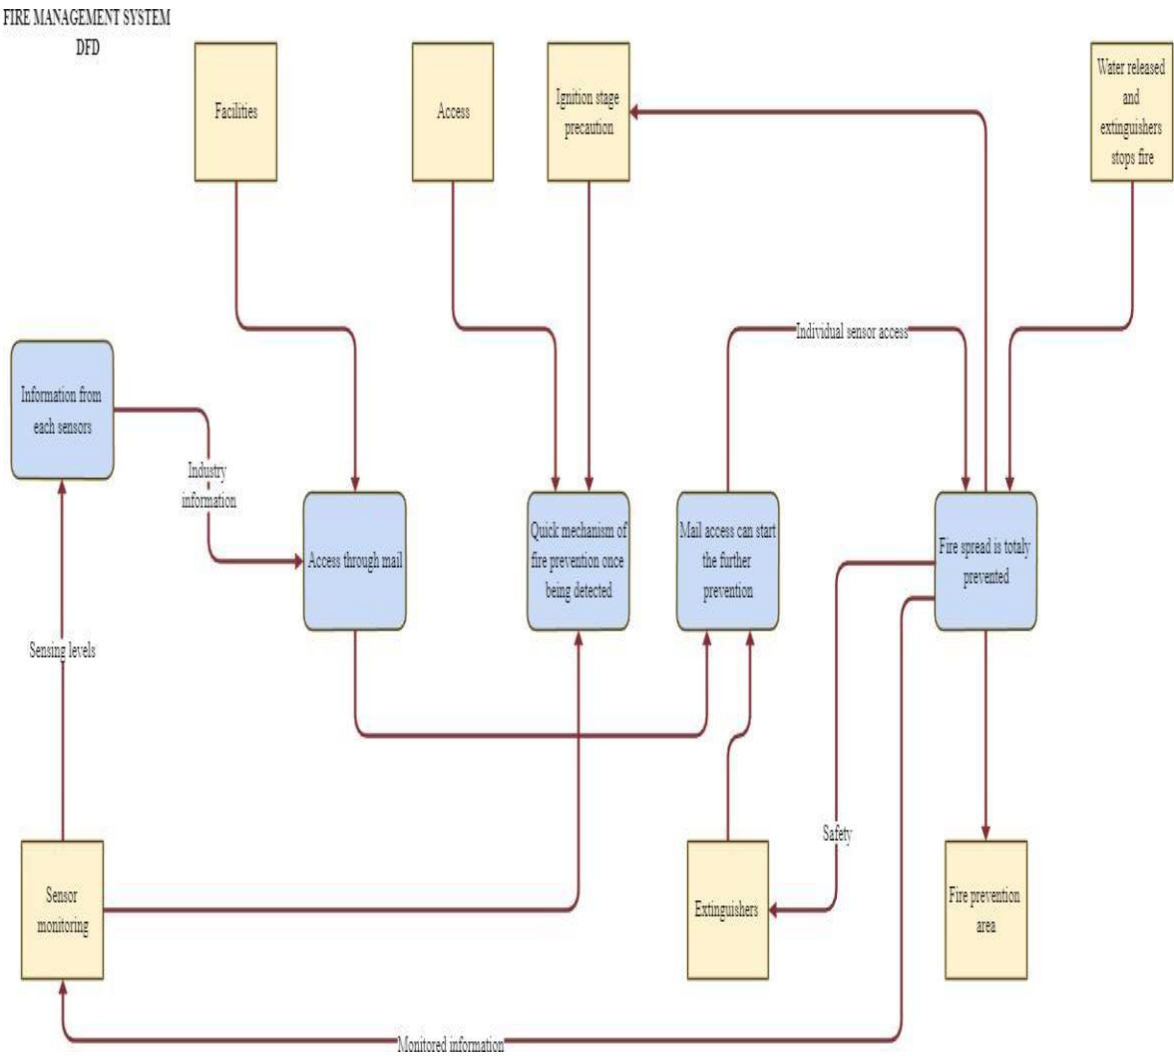 FIRE MANAGEMENT SYSTEM
DFD
Facilities
Access
Ignition stage
precaution
Water released
and
extinguishers
stops fire
Individual sensor access
Information from
each sensors
Industry
information
Access through mail
Quick mechanism of
fire prevention once
being detected
Mail access can start
the further
prevention
Fire spread is totaly
prevented
Sensing levels
Safety
Sensor
monitoring
Extinguishers
Fire prevention
area
Monitored information